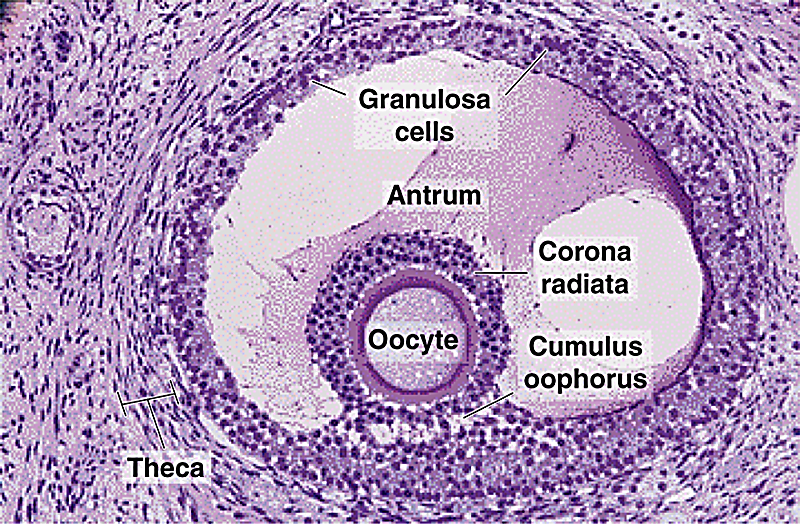 Granulosa
cells
Antrum
Corona
radiata
Oocyte
Cumulus
oophorus
Theca